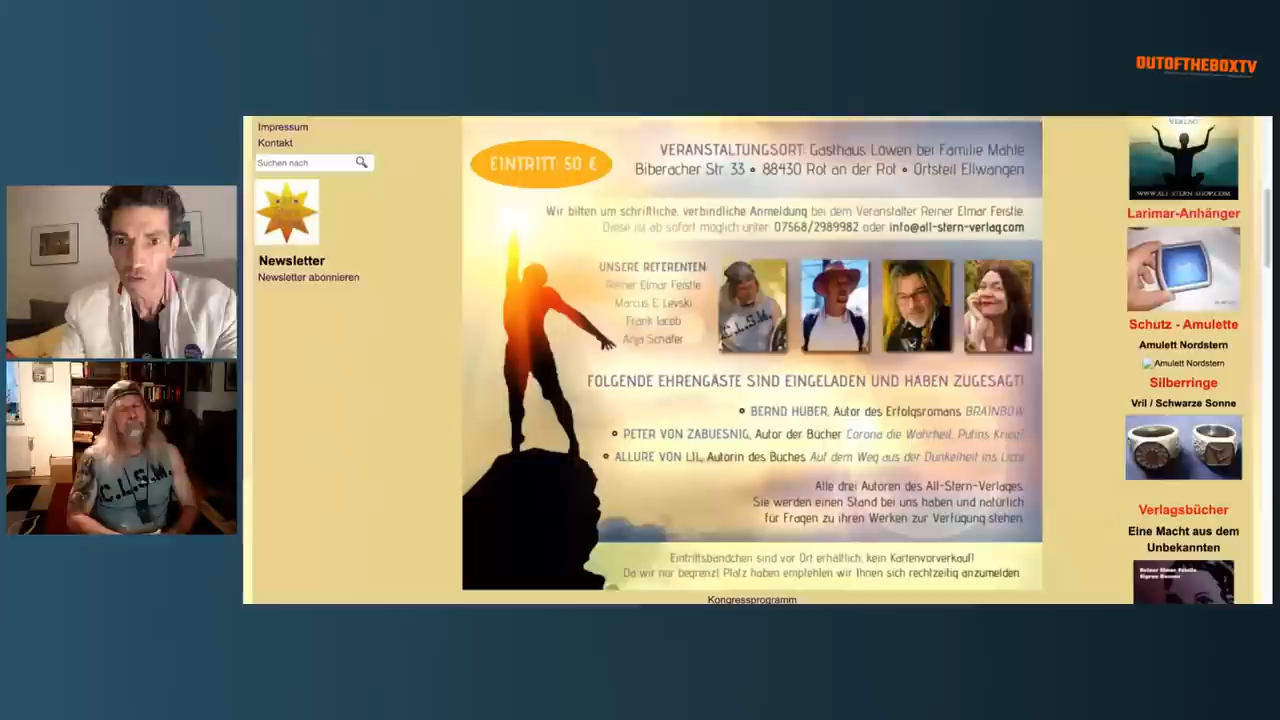 OUTOFTHEBOXTV
Impressum
Kontakt
Suchen nach
Newsletter
Newsletter abonnieren
EINTRITT 50 €
VERANSTALTUNGSORT: Gasthaus Löwen bei Familie Mahle
Biberacher Str. 33 • 88430 Rot an der Rot • Ortsteil Ellwangen
Wir bitten um schriftliche, verbindliche Anmeldung bei dem Veranstalter Reiner Elmar Feistle.
Diese ist ab sofort möglich unter 07568/2989982 oder info@all-stern-verlag.com
UNSERE REFERENTEN:
Reiner Elmar Feistle
Marcus E. Levski
Frank Jacob
Anja Schäfer
C.L.S.M.
FOLGENDE EHRENGÄSTE SIND EINGELADEN UND HABEN ZUGESAGT!
• BERND HUBER, Autor des Erfolgsromans BRAINBOW
• PETER VON ZABUESNIG, Autor der Bücher Corona die Wahrheit, Putins Krieg?
• ALLURE VON LIL, Autorin des Buches Auf dem Weg aus der Dunkelheit ins Licht
Alle drei Autoren des All-Stern-Verlages.
Sie werden einen Stand bei uns haben und natürlich
für Fragen zu ihren Werken zur Verfügung stehen.
Eintrittsbändchen sind vor Ort erhältlich, kein Kartenvorverkauf!
Da wir nur begrenzt Platz haben empfehlen wir Ihnen sich rechtzeitig anzumelden.
Kongressprogramm
WWW.ALL-STERN-SHOW.COM
Larimar-Anhänger
Schutz - Amulette
Amulett Nordstern
Amulett Nordstern
Silberringe
Vril / Schwarze Sonne
Verlagsbücher
Eine Macht aus dem
Unbekannten
Reiner Elmar Feistle
C.L.S.M.